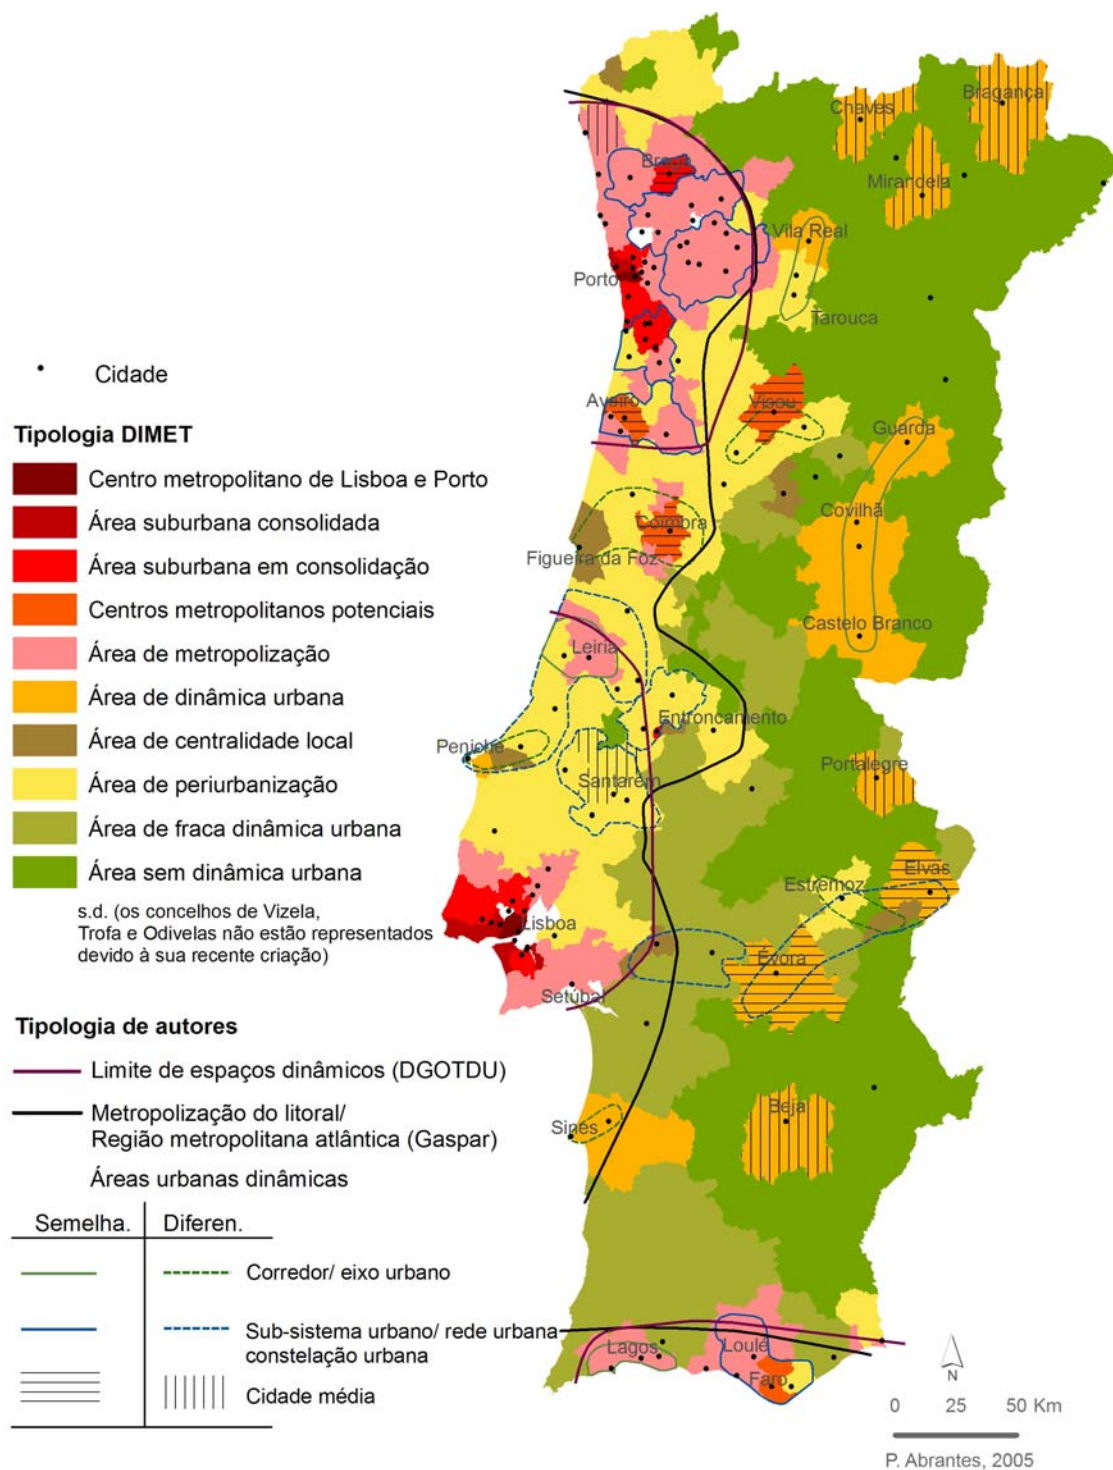 Chaves
Bragança
Braga
Mirandela
Vila Real
Porto
Tarouca
Aveiro
Viseu
Guarda
Coimbra
Covilhã
Figueira da Foz
Castelo Branco
Leiria
Entroncamento
Peniche
Portalegre
Santarém
Estremoz
Elvas
Lisboa
Évora
Setúbal
Sines
Beja
Lagos
Loulé
Faro
Cidade
Tipologia DIMET
Centro metropolitano de Lisboa e Porto
Área suburbana consolidada
Área suburbana em consolidação
Centros metropolitanos potenciais
Área de metropolização
Área de dinâmica urbana
Área de centralidade local
Área de periurbanização
Área de fraca dinâmica urbana
Área sem dinâmica urbana
s.d. (os concelhos de Vizela,
Trofa e Odivelas não estão representados
devido à sua recente criação)
Tipologia de autores
Limite de espaços dinâmicos (DGOTDU)
Metropolização do litoral/
Região metropolitana atlântica (Gaspar)
Áreas urbanas dinâmicas
Semelha. Diferen.
Corredor/ eixo urbano
Sub-sistema urbano/ rede urbana
constelação urbana
Cidade média
N
0 25 50 Km
P. Abrantes, 2005